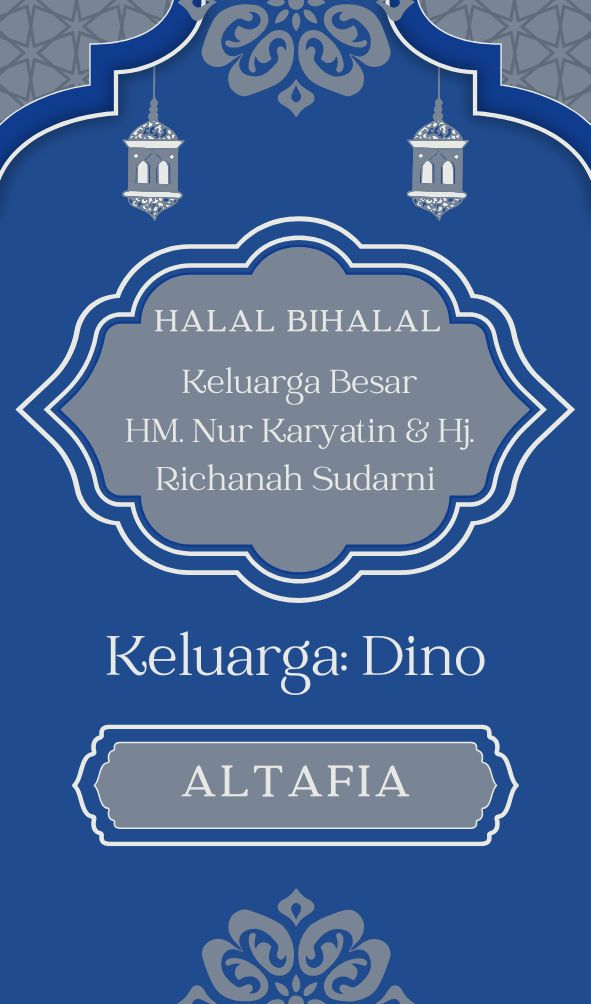 HALAL BIHALAL
Keluarga Besar
HM. Nur Karyatin & Hj.
Richanah Sudarni
Keluarga: Dino
ALTAFIA